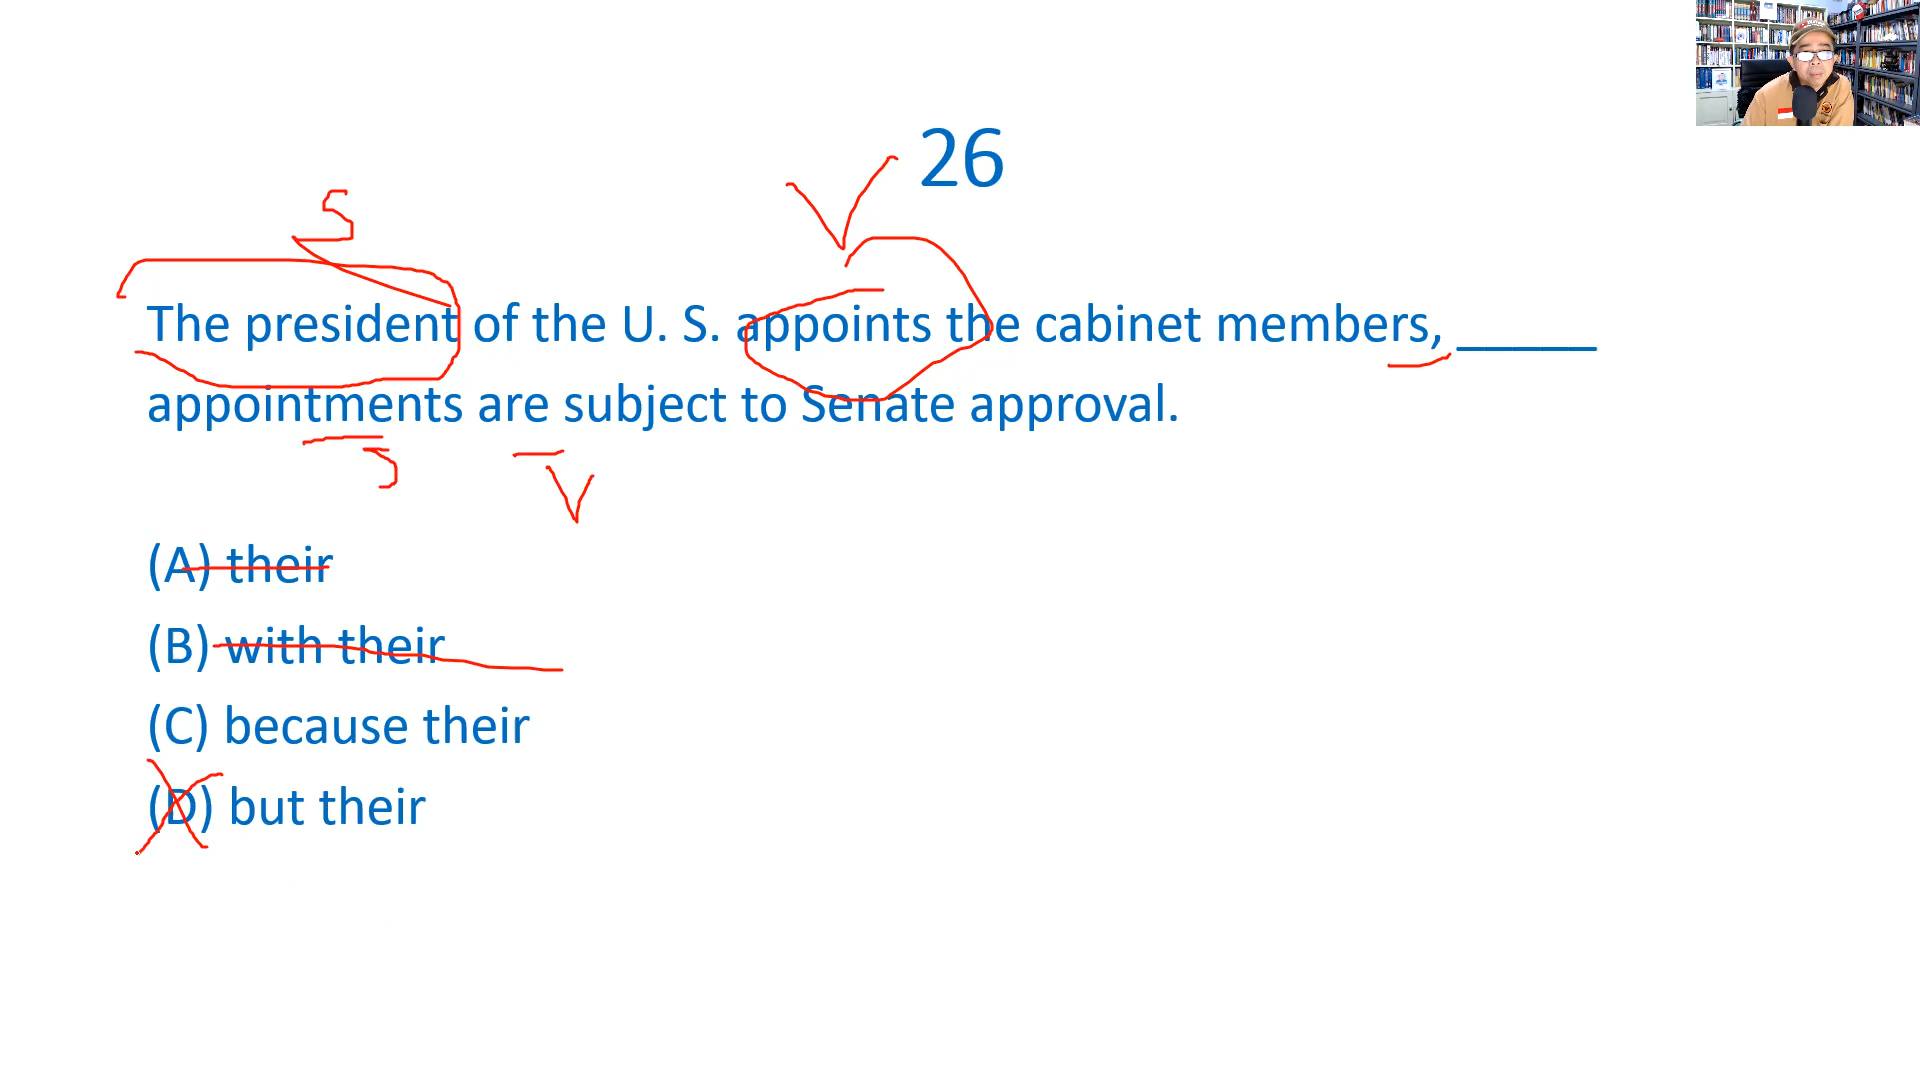 26
S
V
The president of the U. S. appoints the cabinet members, _____
appointments are subject to Senate approval.
S
V
(A) their
(B) with their
(C) because their
(D) but their